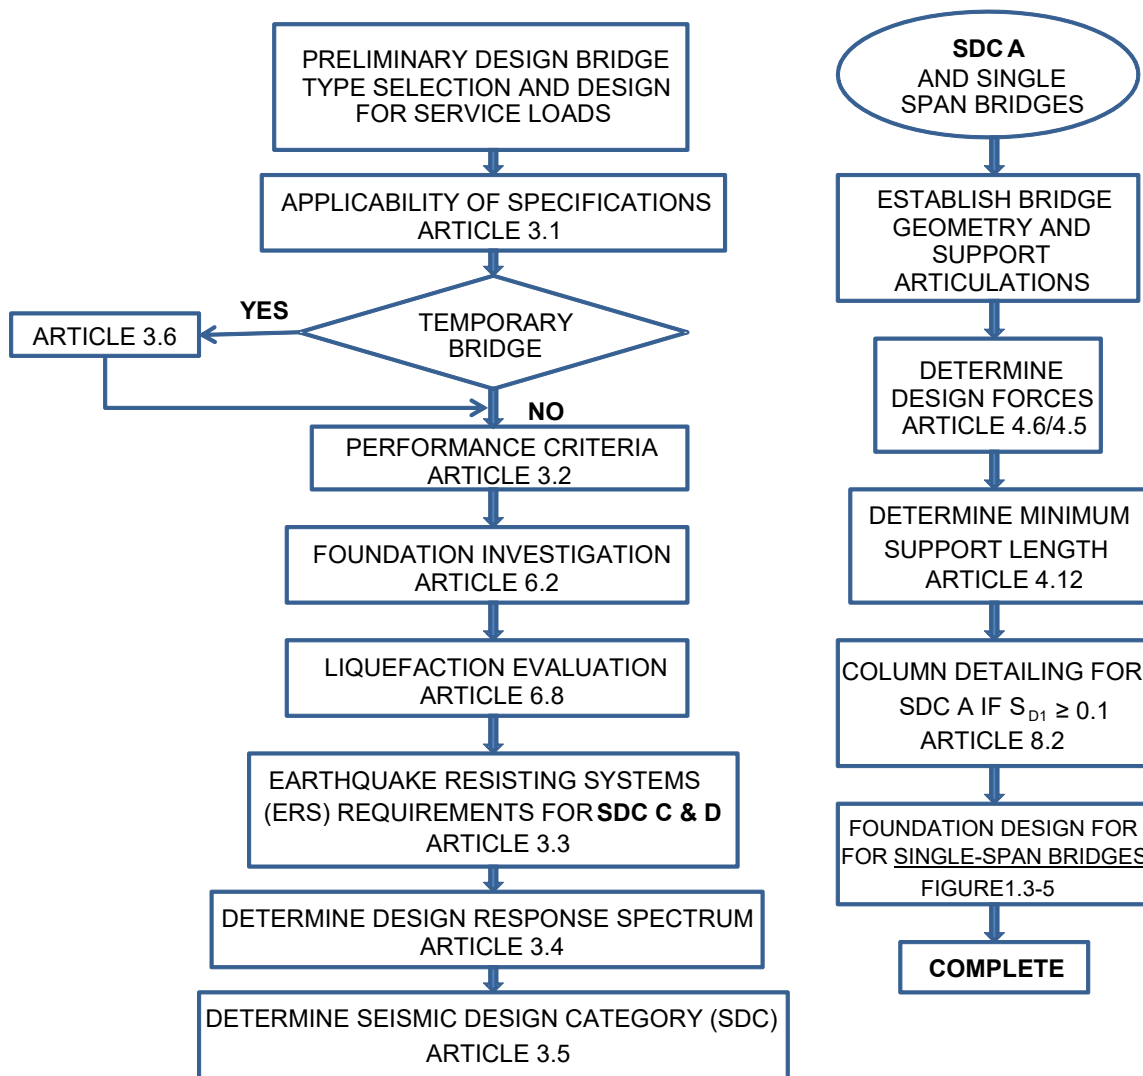 PRELIMINARY DESIGN BRIDGE
TYPE SELECTION AND DESIGN
FOR SERVICE LOADS
APPLICABILITY OF SPECIFICATIONS
ARTICLE 3.1
YES
TEMPORARY
BRIDGE
ARTICLE 3.6
NO
PERFORMANCE CRITERIA
ARTICLE 3.2
FOUNDATION INVESTIGATION
ARTICLE 6.2
LIQUEFACTION EVALUATION
ARTICLE 6.8
EARTHQUAKE RESISTING SYSTEMS
(ERS) REQUIREMENTS FOR SDC C & D
ARTICLE 3.3
DETERMINE DESIGN RESPONSE SPECTRUM
ARTICLE 3.4
DETERMINE SEISMIC DESIGN CATEGORY (SDC)
ARTICLE 3.5
SDC A
AND SINGLE
SPAN BRIDGES
ESTABLISH BRIDGE
GEOMETRY AND
SUPPORT
ARTICULATIONS
DETERMINE
DESIGN FORCES
ARTICLE 4.6/4.5
DETERMINE MINIMUM
SUPPORT LENGTH
ARTICLE 4.12
COLUMN DETAILING FOR
SDC A IF S_D1 ≥ 0.1
ARTICLE 8.2
FOUNDATION DESIGN FOR
FOR SINGLE-SPAN BRIDGES
FIGURE1.3-5
COMPLETE